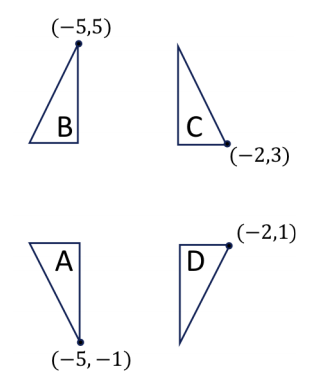 (−5,5)
B
C
(−2,3)
(−2,1)
A
D
(−5, −1)